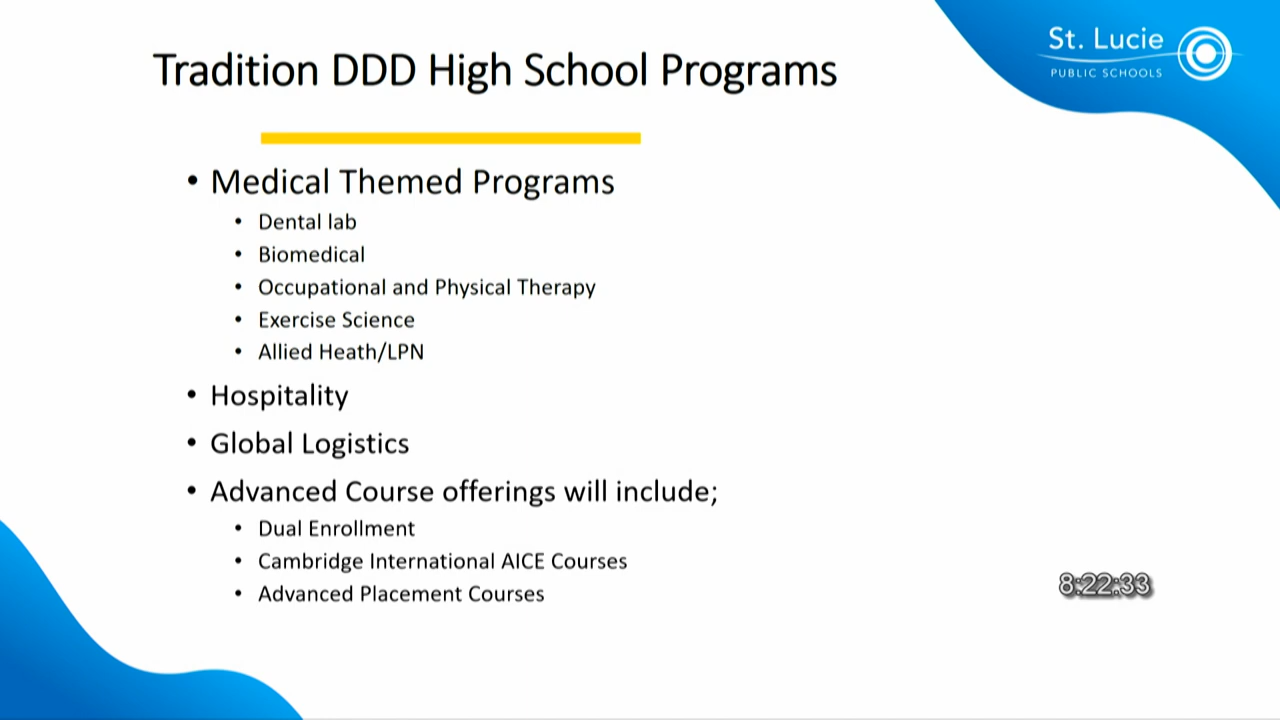 St. Lucie
PUBLIC SCHOOLS
Tradition DDD High School Programs
• Medical Themed Programs
• Dental lab
• Biomedical
• Occupational and Physical Therapy
• Exercise Science
• Allied Heath/LPN
• Hospitality
• Global Logistics
• Advanced Course offerings will include;
• Dual Enrollment
• Cambridge International AICE Courses
• Advanced Placement Courses
8:22:33